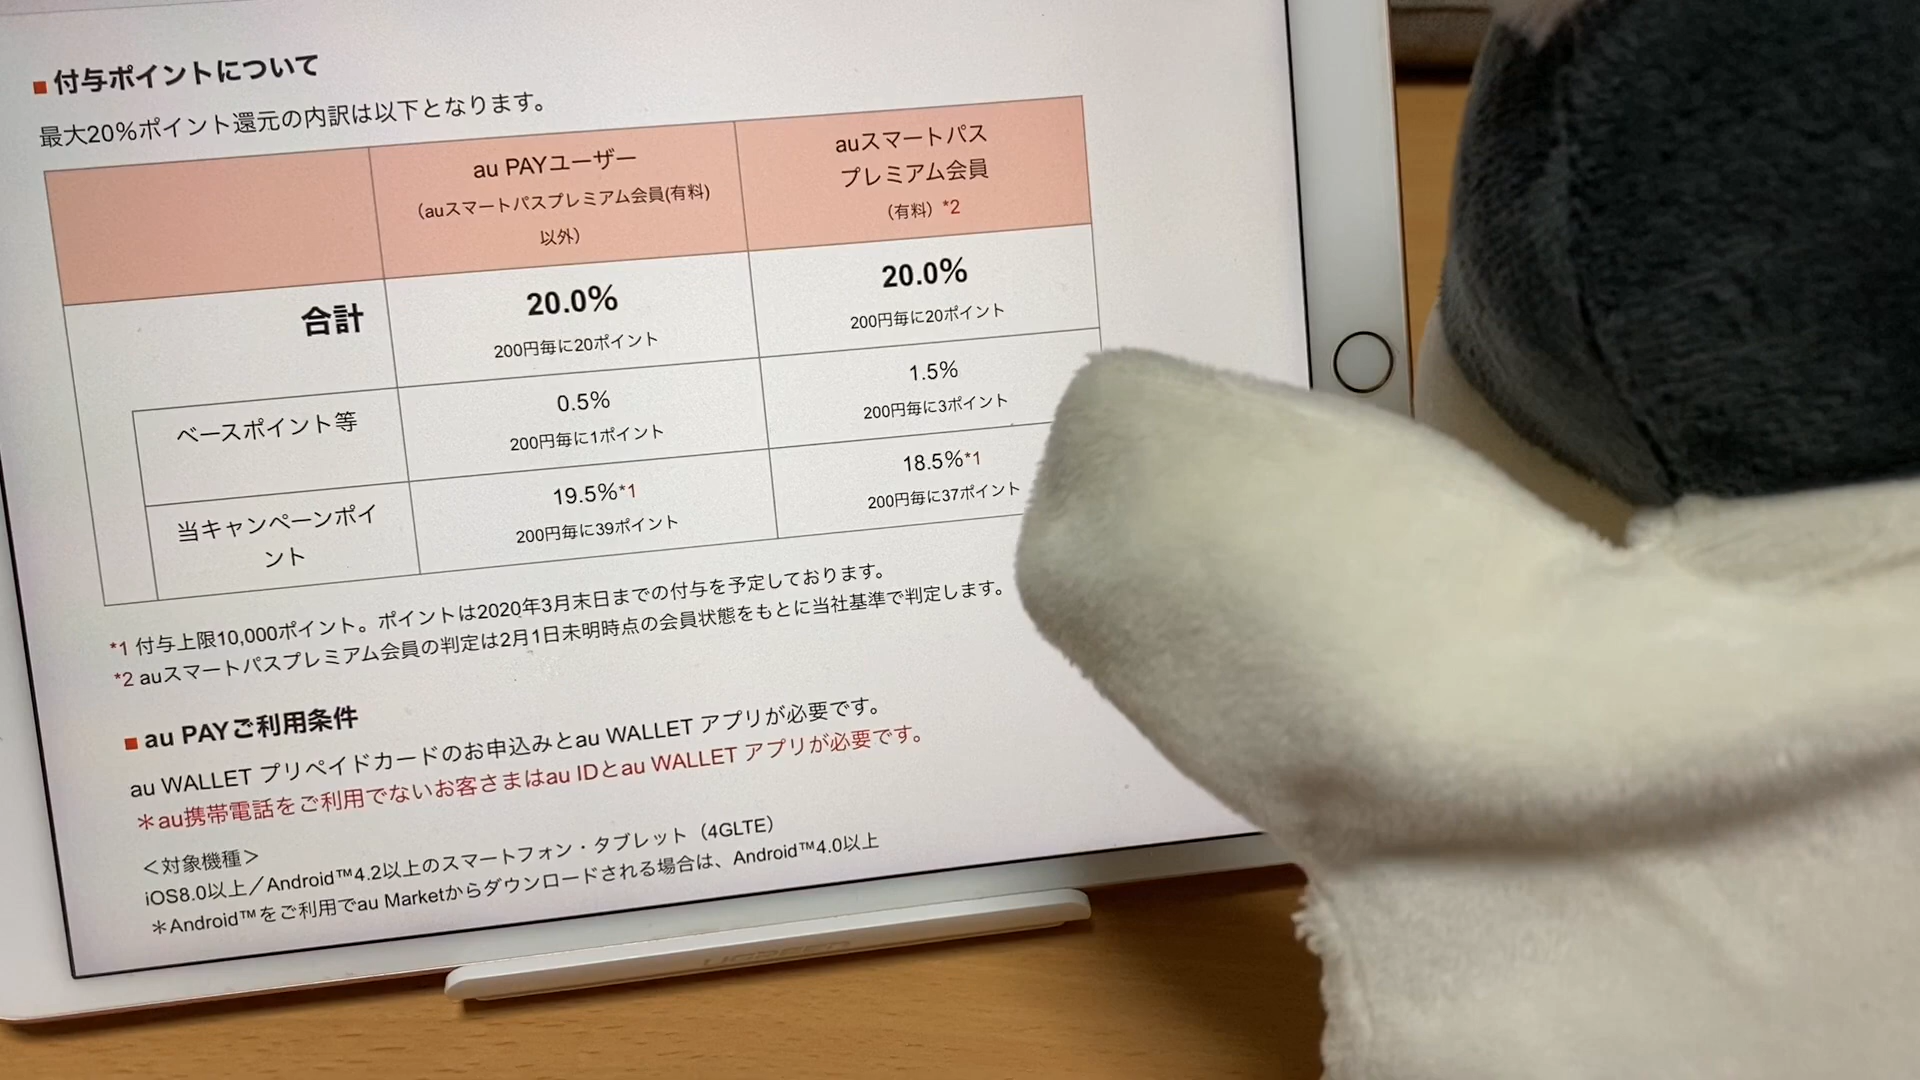 ■付与ポイントについて
最大20%ポイント還元の内訳は以下となります。
au PAYユーザー
（auスマートパスプレミアム会員(有料)
以外）
auスマートパス
プレミアム会員
（有料）*2
合計
20.0%
200円毎に20ポイント
20.0%
200円毎に20ポイント
ベースポイント等
0.5%
200円毎に1ポイント
1.5%
200円毎に3ポイント
当キャンペーンポイ
ント
19.5%*1
200円毎に39ポイント
18.5%*1
200円毎に37ポイント
*1 付与上限10,000ポイント。ポイントは2020年3月末日までの付与を予定しております。
*2 auスマートパスプレミアム会員の判定は2月1日未明時点の会員状態をもとに当社基準で判定します。
■au PAYご利用条件
au WALLET プリペイドカードのお申込みとau WALLET アプリが必要です。
＊au携帯電話をご利用でないお客さまはau IDとau WALLET アプリが必要です。
＜対象機種＞
iOS8.0以上／Android™4.2以上のスマートフォン・タブレット（4GLTE）
＊Android™をご利用でau Marketからダウンロードされる場合は、Android™4.0以上
UGREEN